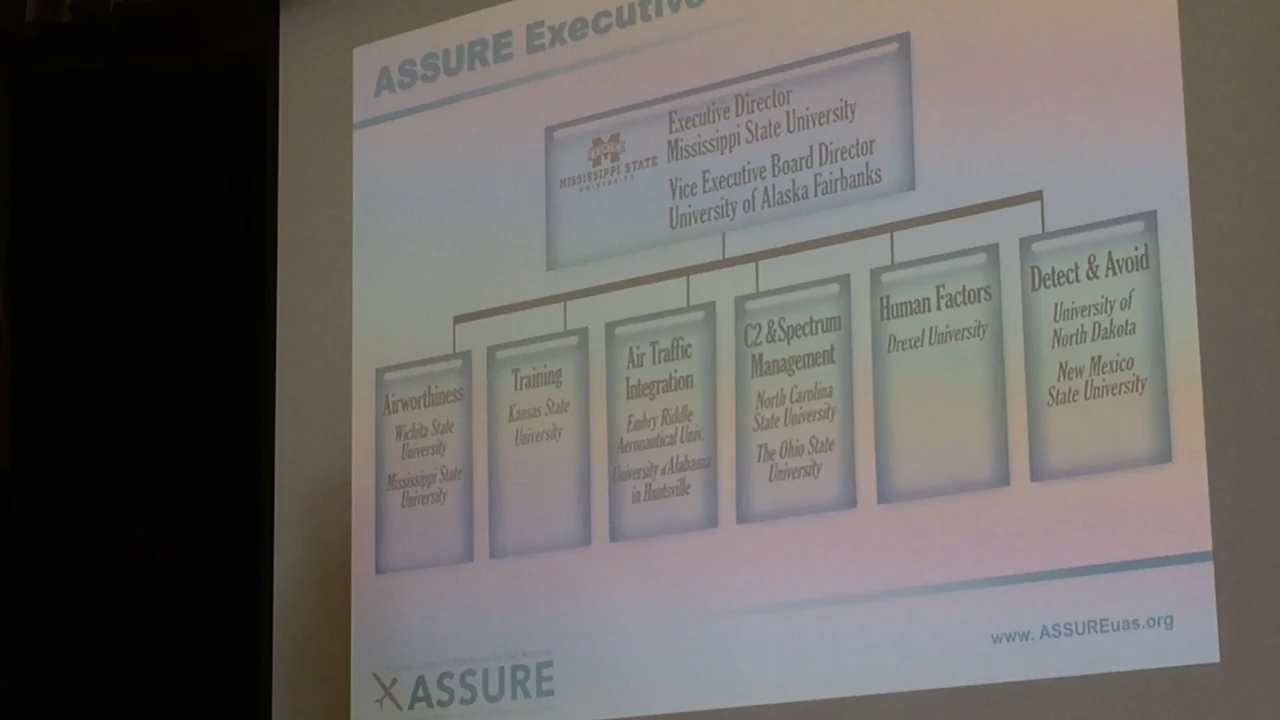 ASSURE Executive
MISSISSIPPI STATE
UNIVERSITY
Executive Director
Mississippi State University
Vice Executive Board Director
University of Alaska Fairbanks
Airworthiness
Wichita State
University
Mississippi State
University
Training
Kansas State
University
Air Traffic
Integration
Embry Riddle
Aeronautical Univ.
University of Alabama
in Huntsville
C2 & Spectrum
Management
North Carolina
State University
The Ohio State
University
Human Factors
Drexel University
Detect & Avoid
University of
North Dakota
New Mexico
State University
www. ASSUREuas.org
ASSURE